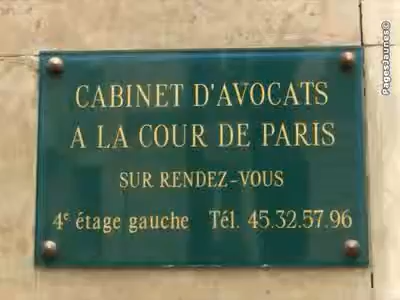 CABINET D'AVOCATS
A LA COUR DE PARIS
SUR RENDEZ-VOUS
4e étage gauche Tél. 45.32.57.96
PagesJaunes©